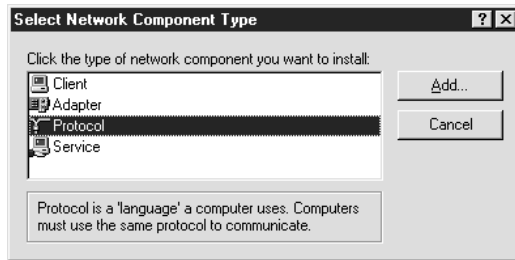 Select Network Component Type
Click the type of network component you want to install:
Client
Adapter
Protocol
Service
Add...
Cancel
Protocol is a 'language' a computer uses. Computers
must use the same protocol to communicate.